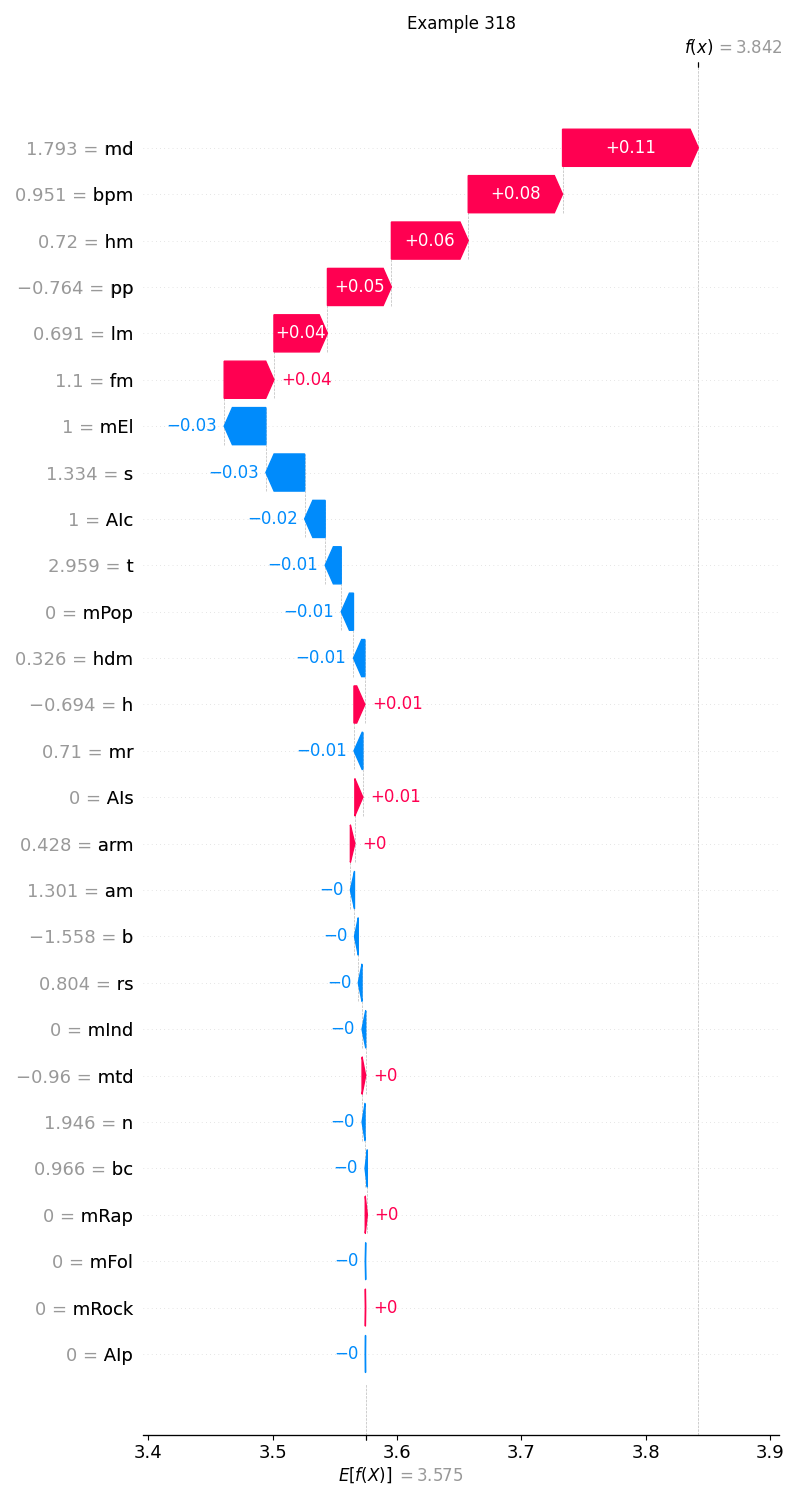 Example 318
f(x) = 3.842
1.793 = md +0.11
0.951 = bpm +0.08
0.72 = hm +0.06
−0.764 = pp +0.05
0.691 = lm +0.04
1.1 = fm +0.04
1 = mEl −0.03
1.334 = s −0.03
1 = AIc −0.02
2.959 = t −0.01
0 = mPop −0.01
0.326 = hdm −0.01
−0.694 = h +0.01
0.71 = mr −0.01
0 = AIs +0.01
0.428 = arm +0
1.301 = am −0
−1.558 = b −0
0.804 = rs −0
0 = mInd −0
−0.96 = mtd +0
1.946 = n −0
0.966 = bc −0
0 = mRap +0
0 = mFol −0
0 = mRock +0
0 = AIp −0
3.4 3.5 3.6 3.7 3.8 3.9
E[f(X)] = 3.575